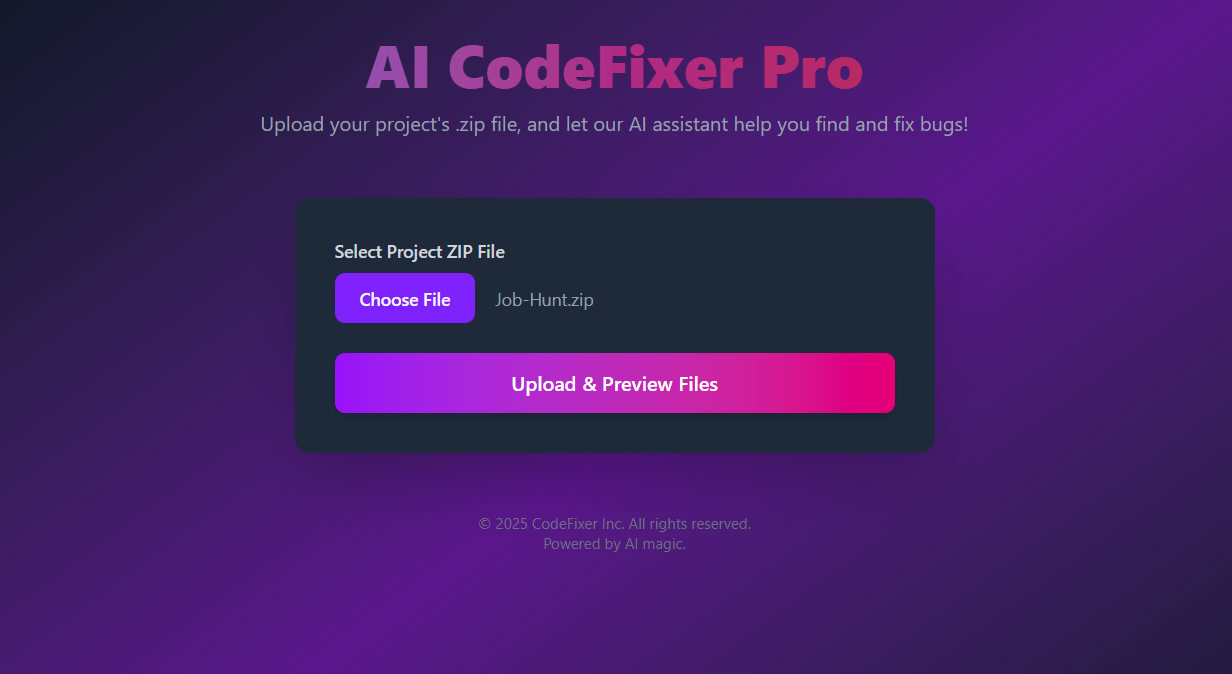 AI CodeFixer Pro
Upload your project's .zip file, and let our AI assistant help you find and fix bugs!
Select Project ZIP File
Choose File Job-Hunt.zip
Upload & Preview Files
© 2025 CodeFixer Inc. All rights reserved.
Powered by AI magic.